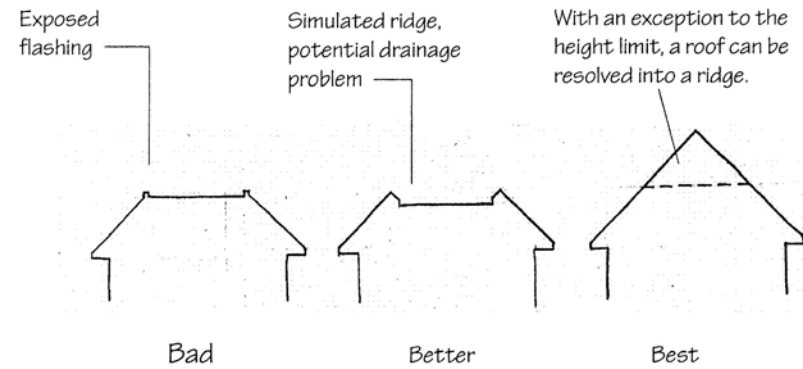 Exposed
flashing
Simulated ridge,
potential drainage
problem
With an exception to the
height limit, a roof can be
resolved into a ridge.
Bad
Better
Best